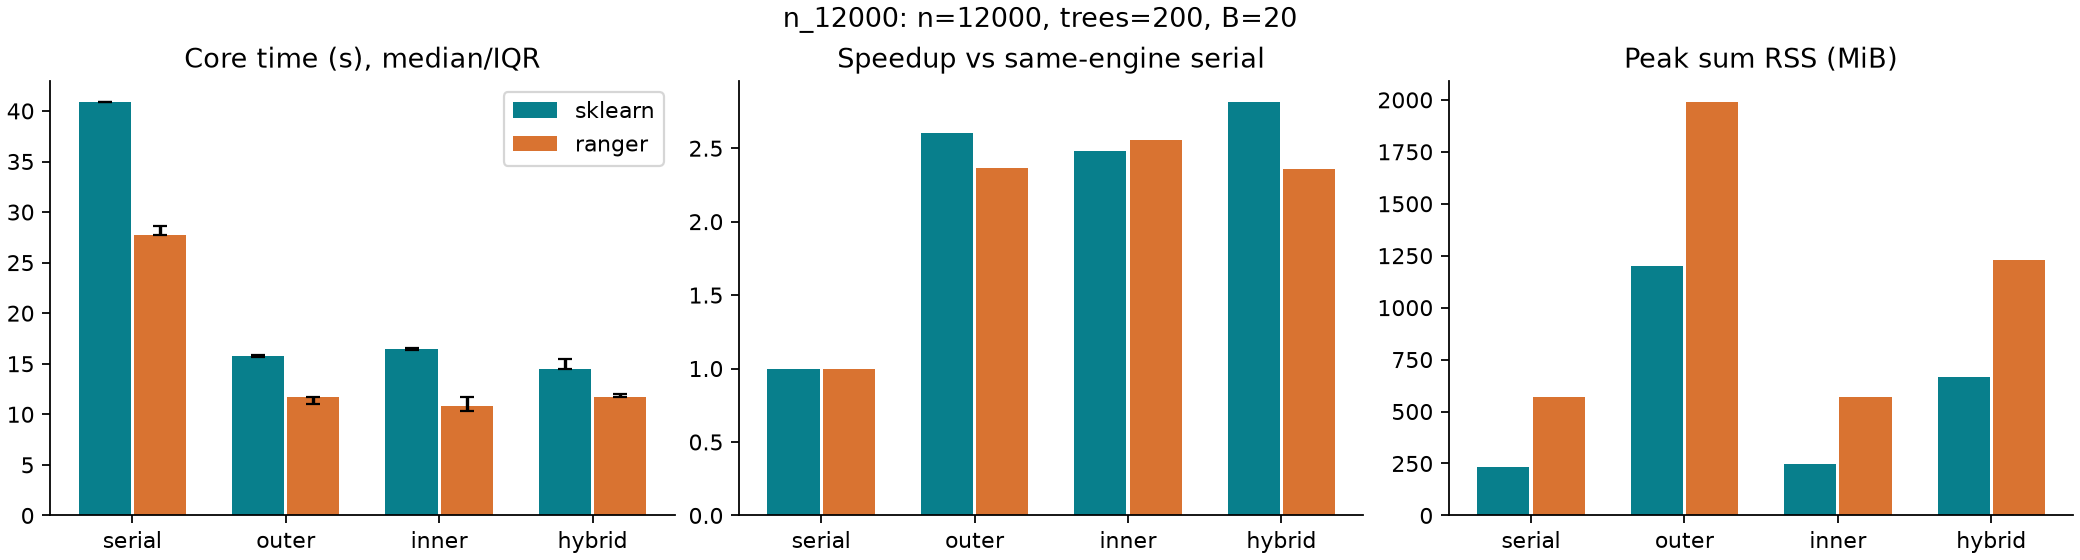 n_12000: n=12000, trees=200, B=20
Core time (s), median/IQR
40
35
30
25
20
15
10
5
0
sklearn
ranger
serial
outer
inner
hybrid
Speedup vs same-engine serial
2.5
2.0
1.5
1.0
0.5
0.0
serial
outer
inner
hybrid
Peak sum RSS (MiB)
2000
1750
1500
1250
1000
750
500
250
0
serial
outer
inner
hybrid